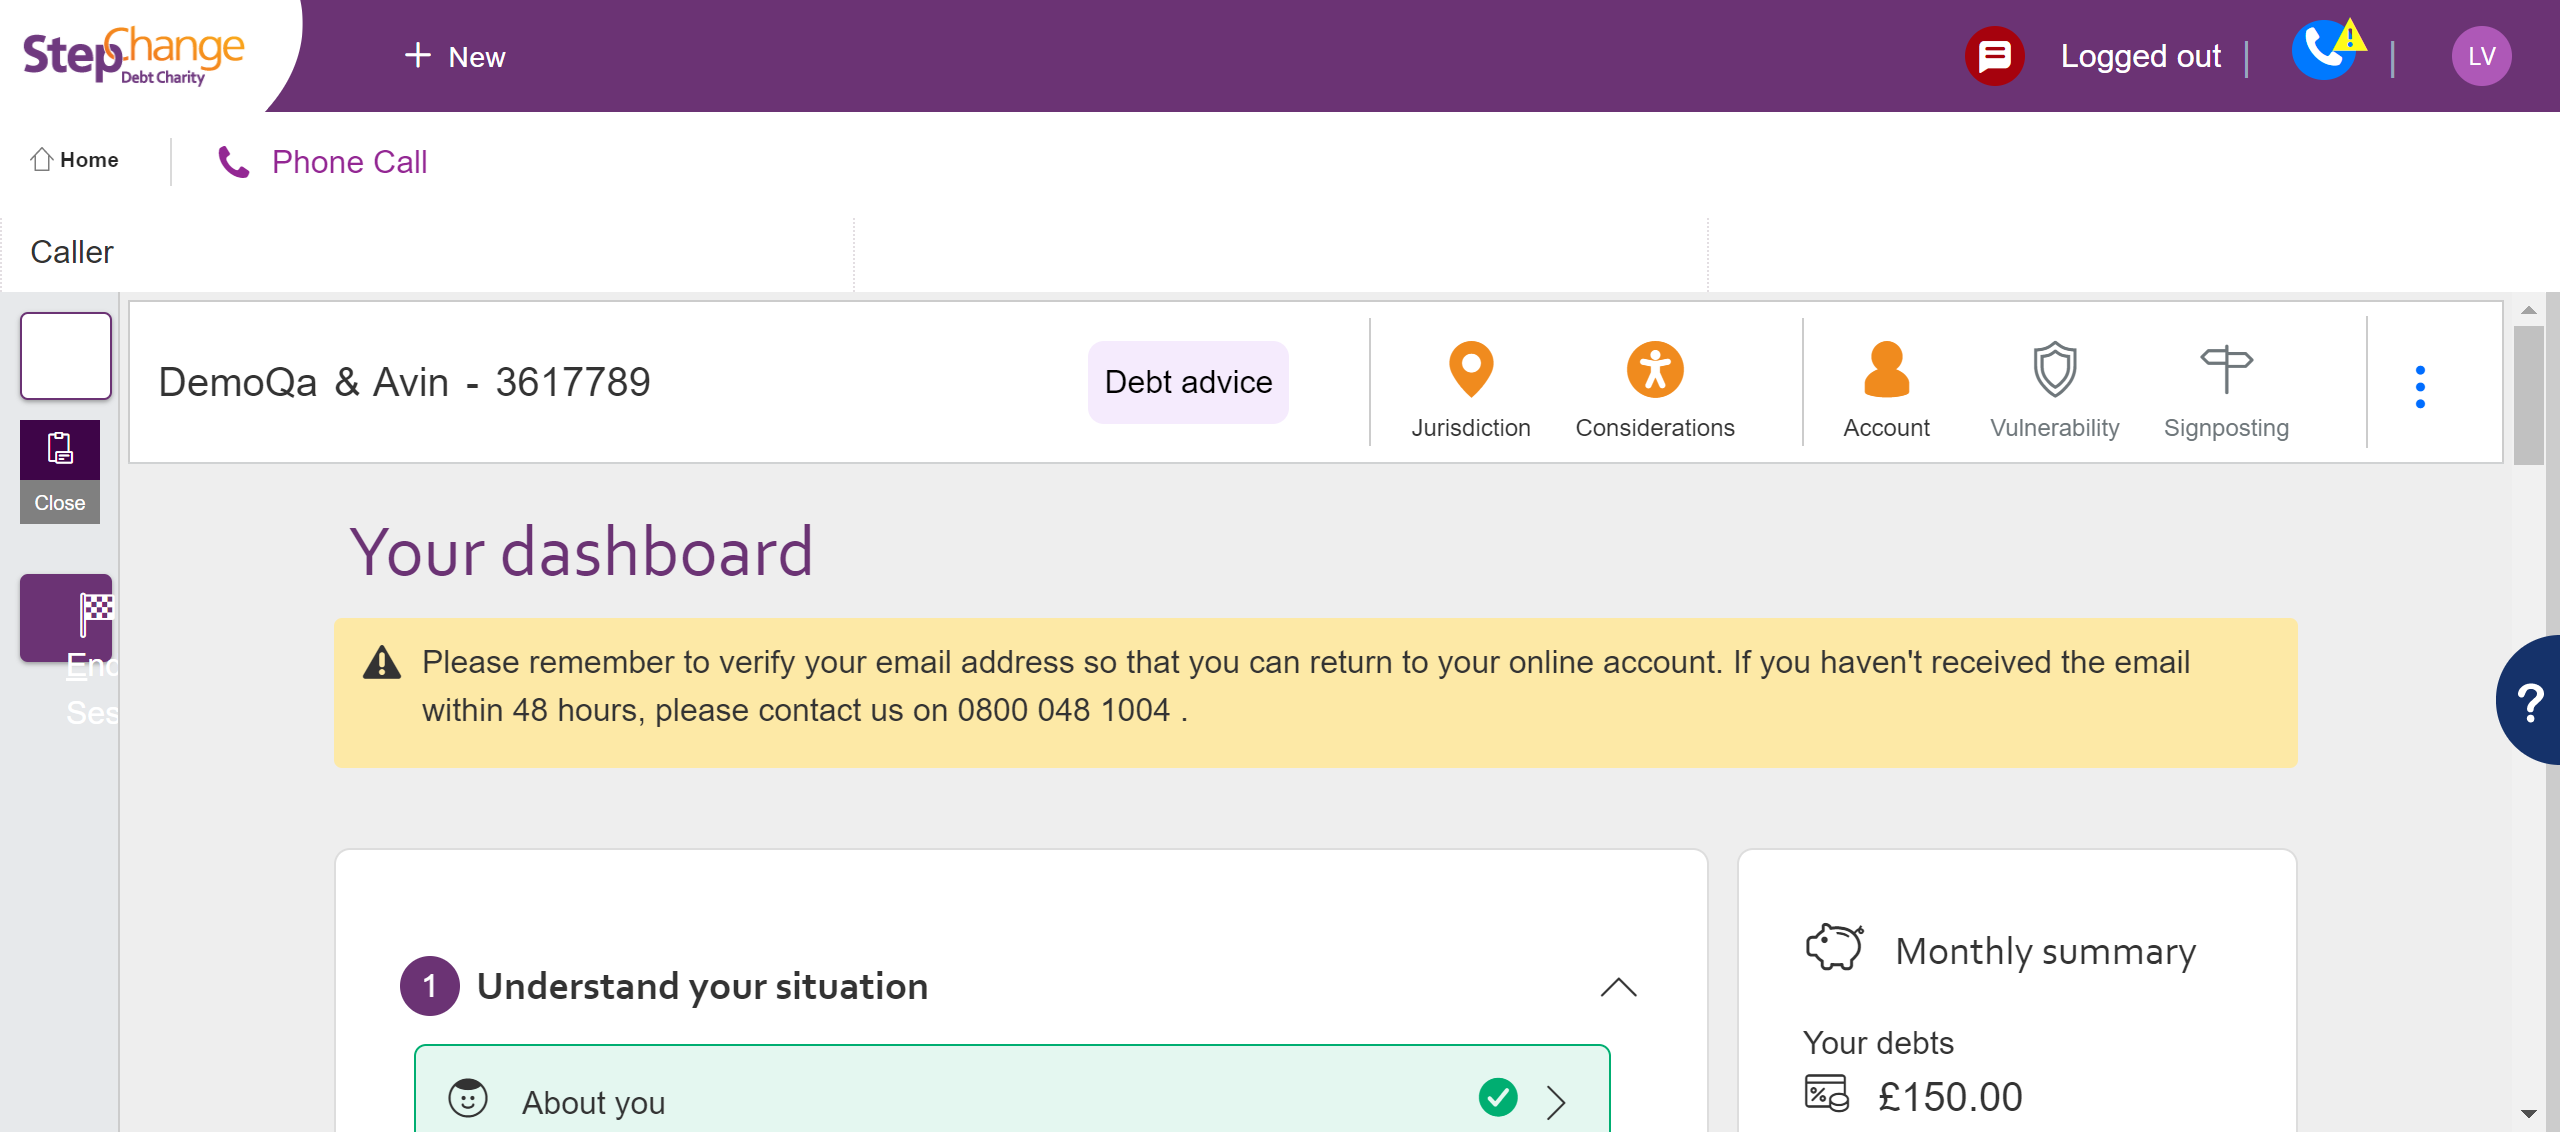 StepChange
Debt Charity
New
Logged out
LV
Home
Phone Call
Caller
DemoQa & Avin - 3617789
Debt advice
Jurisdiction
Considerations
Account
Vulnerability
Signposting
Close
Your dashboard
End
Ses
Please remember to verify your email address so that you can return to your online account. If you haven't received the email
within 48 hours, please contact us on 0800 048 1004 .
?
1 Understand your situation
About you
Monthly summary
Your debts
£150.00